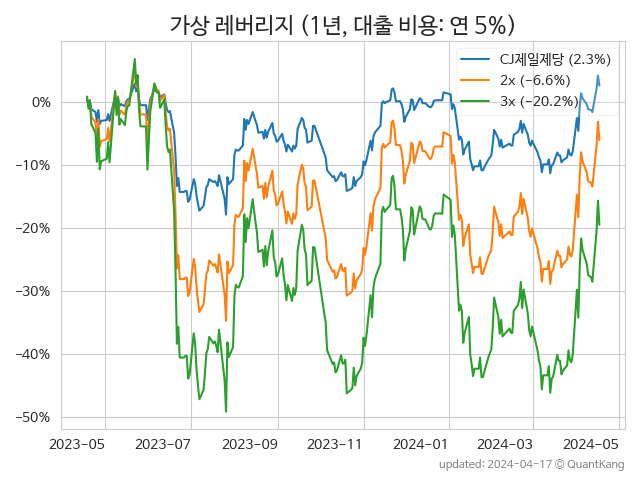 가상 레버리지 (1년, 대출 비용: 연 5%)
CJ제일제당 (2.3%)
2x (−6.6%)
3x (−20.2%)
0%
−10%
−20%
−30%
−40%
−50%
2023-05 2023-07 2023-09 2023-11 2024-01 2024-03 2024-05
updated: 2024-04-17 © QuantKang